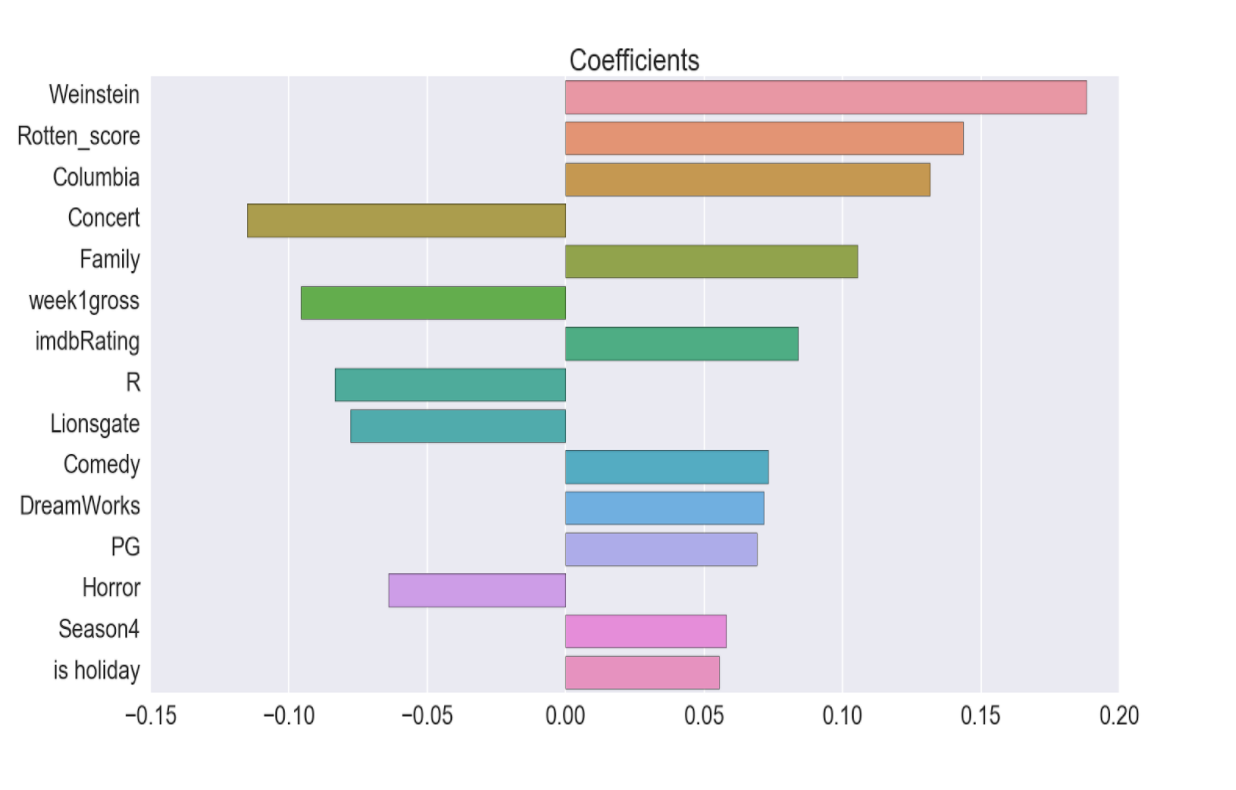 Coefficients
Weinstein
Rotten_score
Columbia
Concert
Family
week1gross
imdbRating
R
Lionsgate
Comedy
DreamWorks
PG
Horror
Season4
is holiday
−0.15 −0.10 −0.05 0.00 0.05 0.10 0.15 0.20